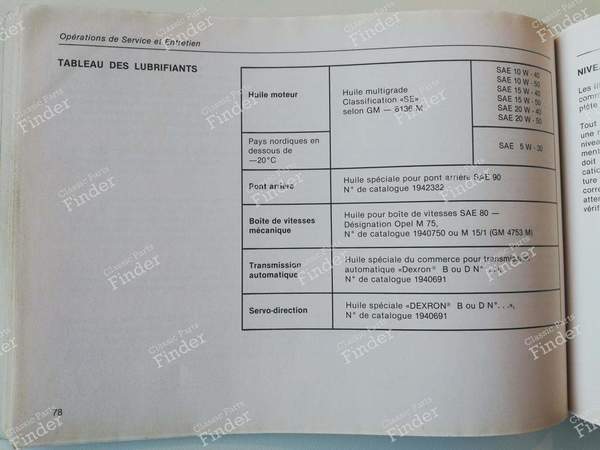 Opérations de Service et Entretien
TABLEAU DES LUBRIFIANTS
Huile moteur
Huile multigrade
Classification «SE»
selon GM — 6136 M
SAE 10 W - 40
SAE 10 W - 50
SAE 15 W - 40
SAE 15 W - 50
SAE 20 W - 40
SAE 20 W - 50
Pays nordiques en
dessous de
—20°C
SAE 5 W - 30
Pont arrière
Huile spéciale pour pont arrière SAE 90
N° de catalogue 1942382
Boîte de vitesses
mécanique
Huile pour boîte de vitesses SAE 80 —
Désignation Opel M 75,
N° de catalogue 1940750 ou M 15/1 (GM 4753 M)
Transmission
automatique
Huile spéciale du commerce pour transmission
automatique «Dexron® B ou D N°. . .»,
N° de catalogue 1940691
Servo-direction
Huile spéciale «DEXRON® B ou D N°. . .»,
N° de catalogue 1940691
78
NIVE
Les
comm
plète
Tout
une
nivea
ment
doit
catio
ture
corre
atten
vérif
Classic Parts
Finder